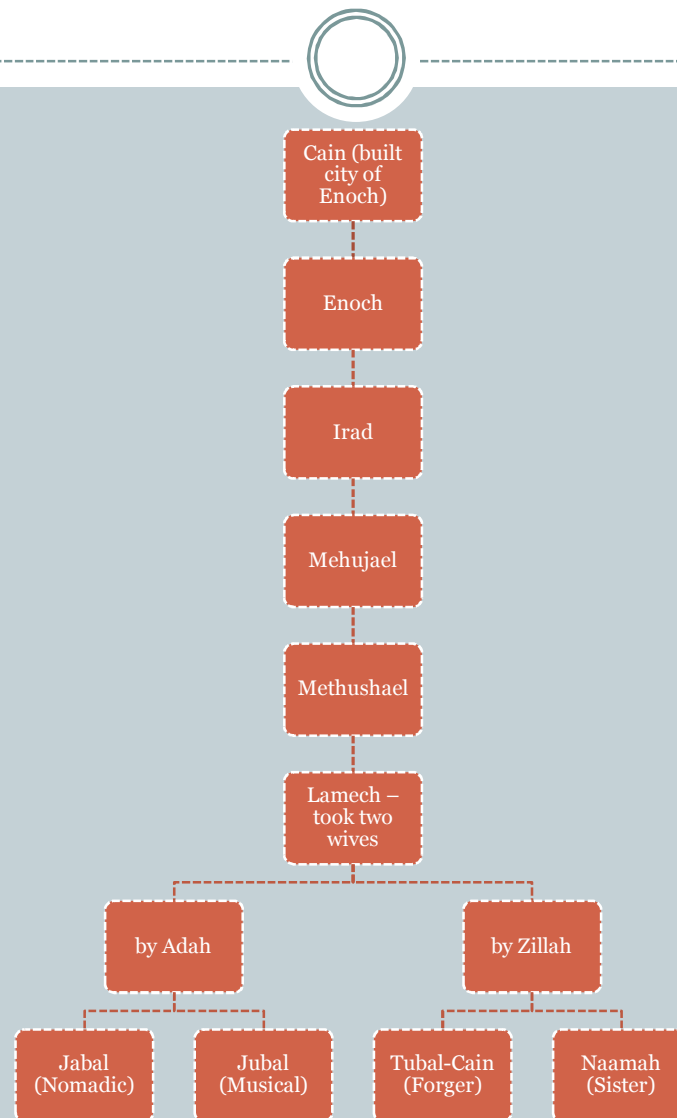 Cain (built
city of
Enoch)
Enoch
Irad
Mehujael
Methushael
Lamech –
took two
wives
by Adah
by Zillah
Jabal
(Nomadic)
Jubal
(Musical)
Tubal-Cain
(Forger)
Naamah
(Sister)